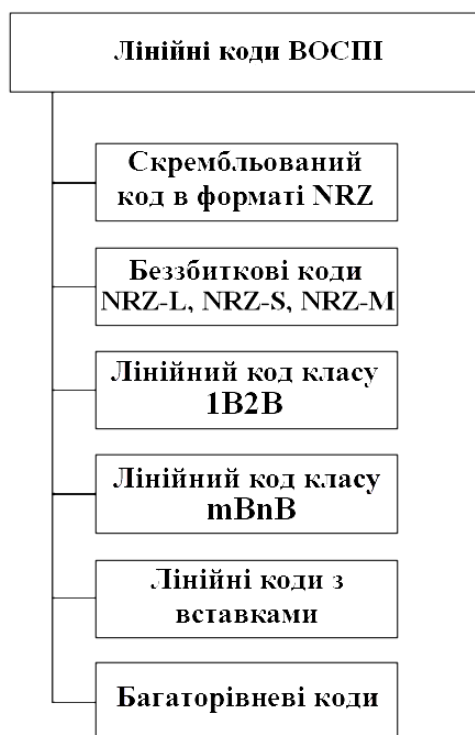 Лінійні коди ВОСПІ
Скрембльований
код в форматі NRZ
Беззбиткові коди
NRZ-L, NRZ-S, NRZ-M
Лінійний код класу
1B2B
Лінійний код класу
mBnB
Лінійні коди з
вставками
Багаторівневі коди